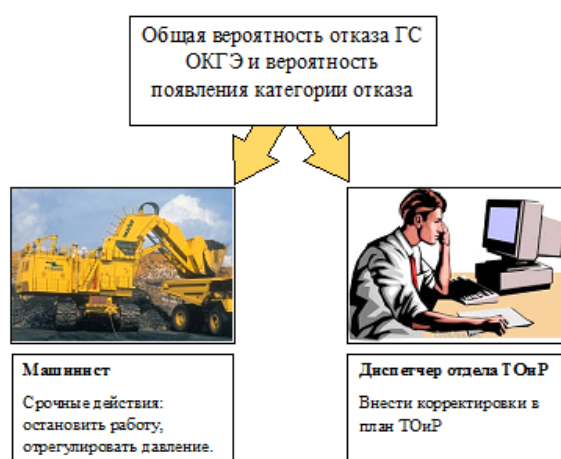 Общая вероятность отказа ГС
ОКГЭ и вероятность
появления категории отказа
Машинист
Срочные действия:
остановить работу,
отрегулировать давление.
Диспетчер отдела ТОиР
Внести корректировки в
план ТОиР